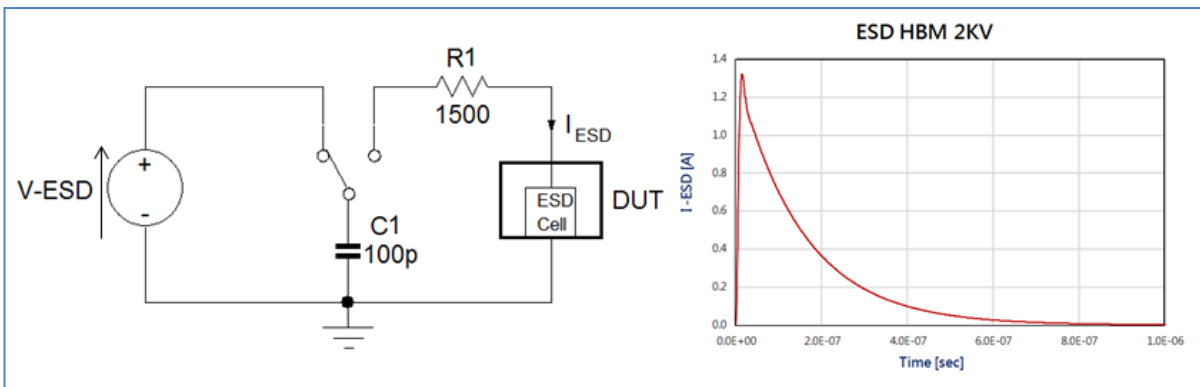 V-ESD
+
-
C1
100p
R1
1500
I ESD
ESD
Cell
DUT
ESD HBM 2KV
I-ESD [A]
1.4
1.2
1.0
0.8
0.6
0.4
0.2
0.0
0.0E+00 2.0E-07 4.0E-07 6.0E-07 8.0E-07 1.0E-06
Time [sec]